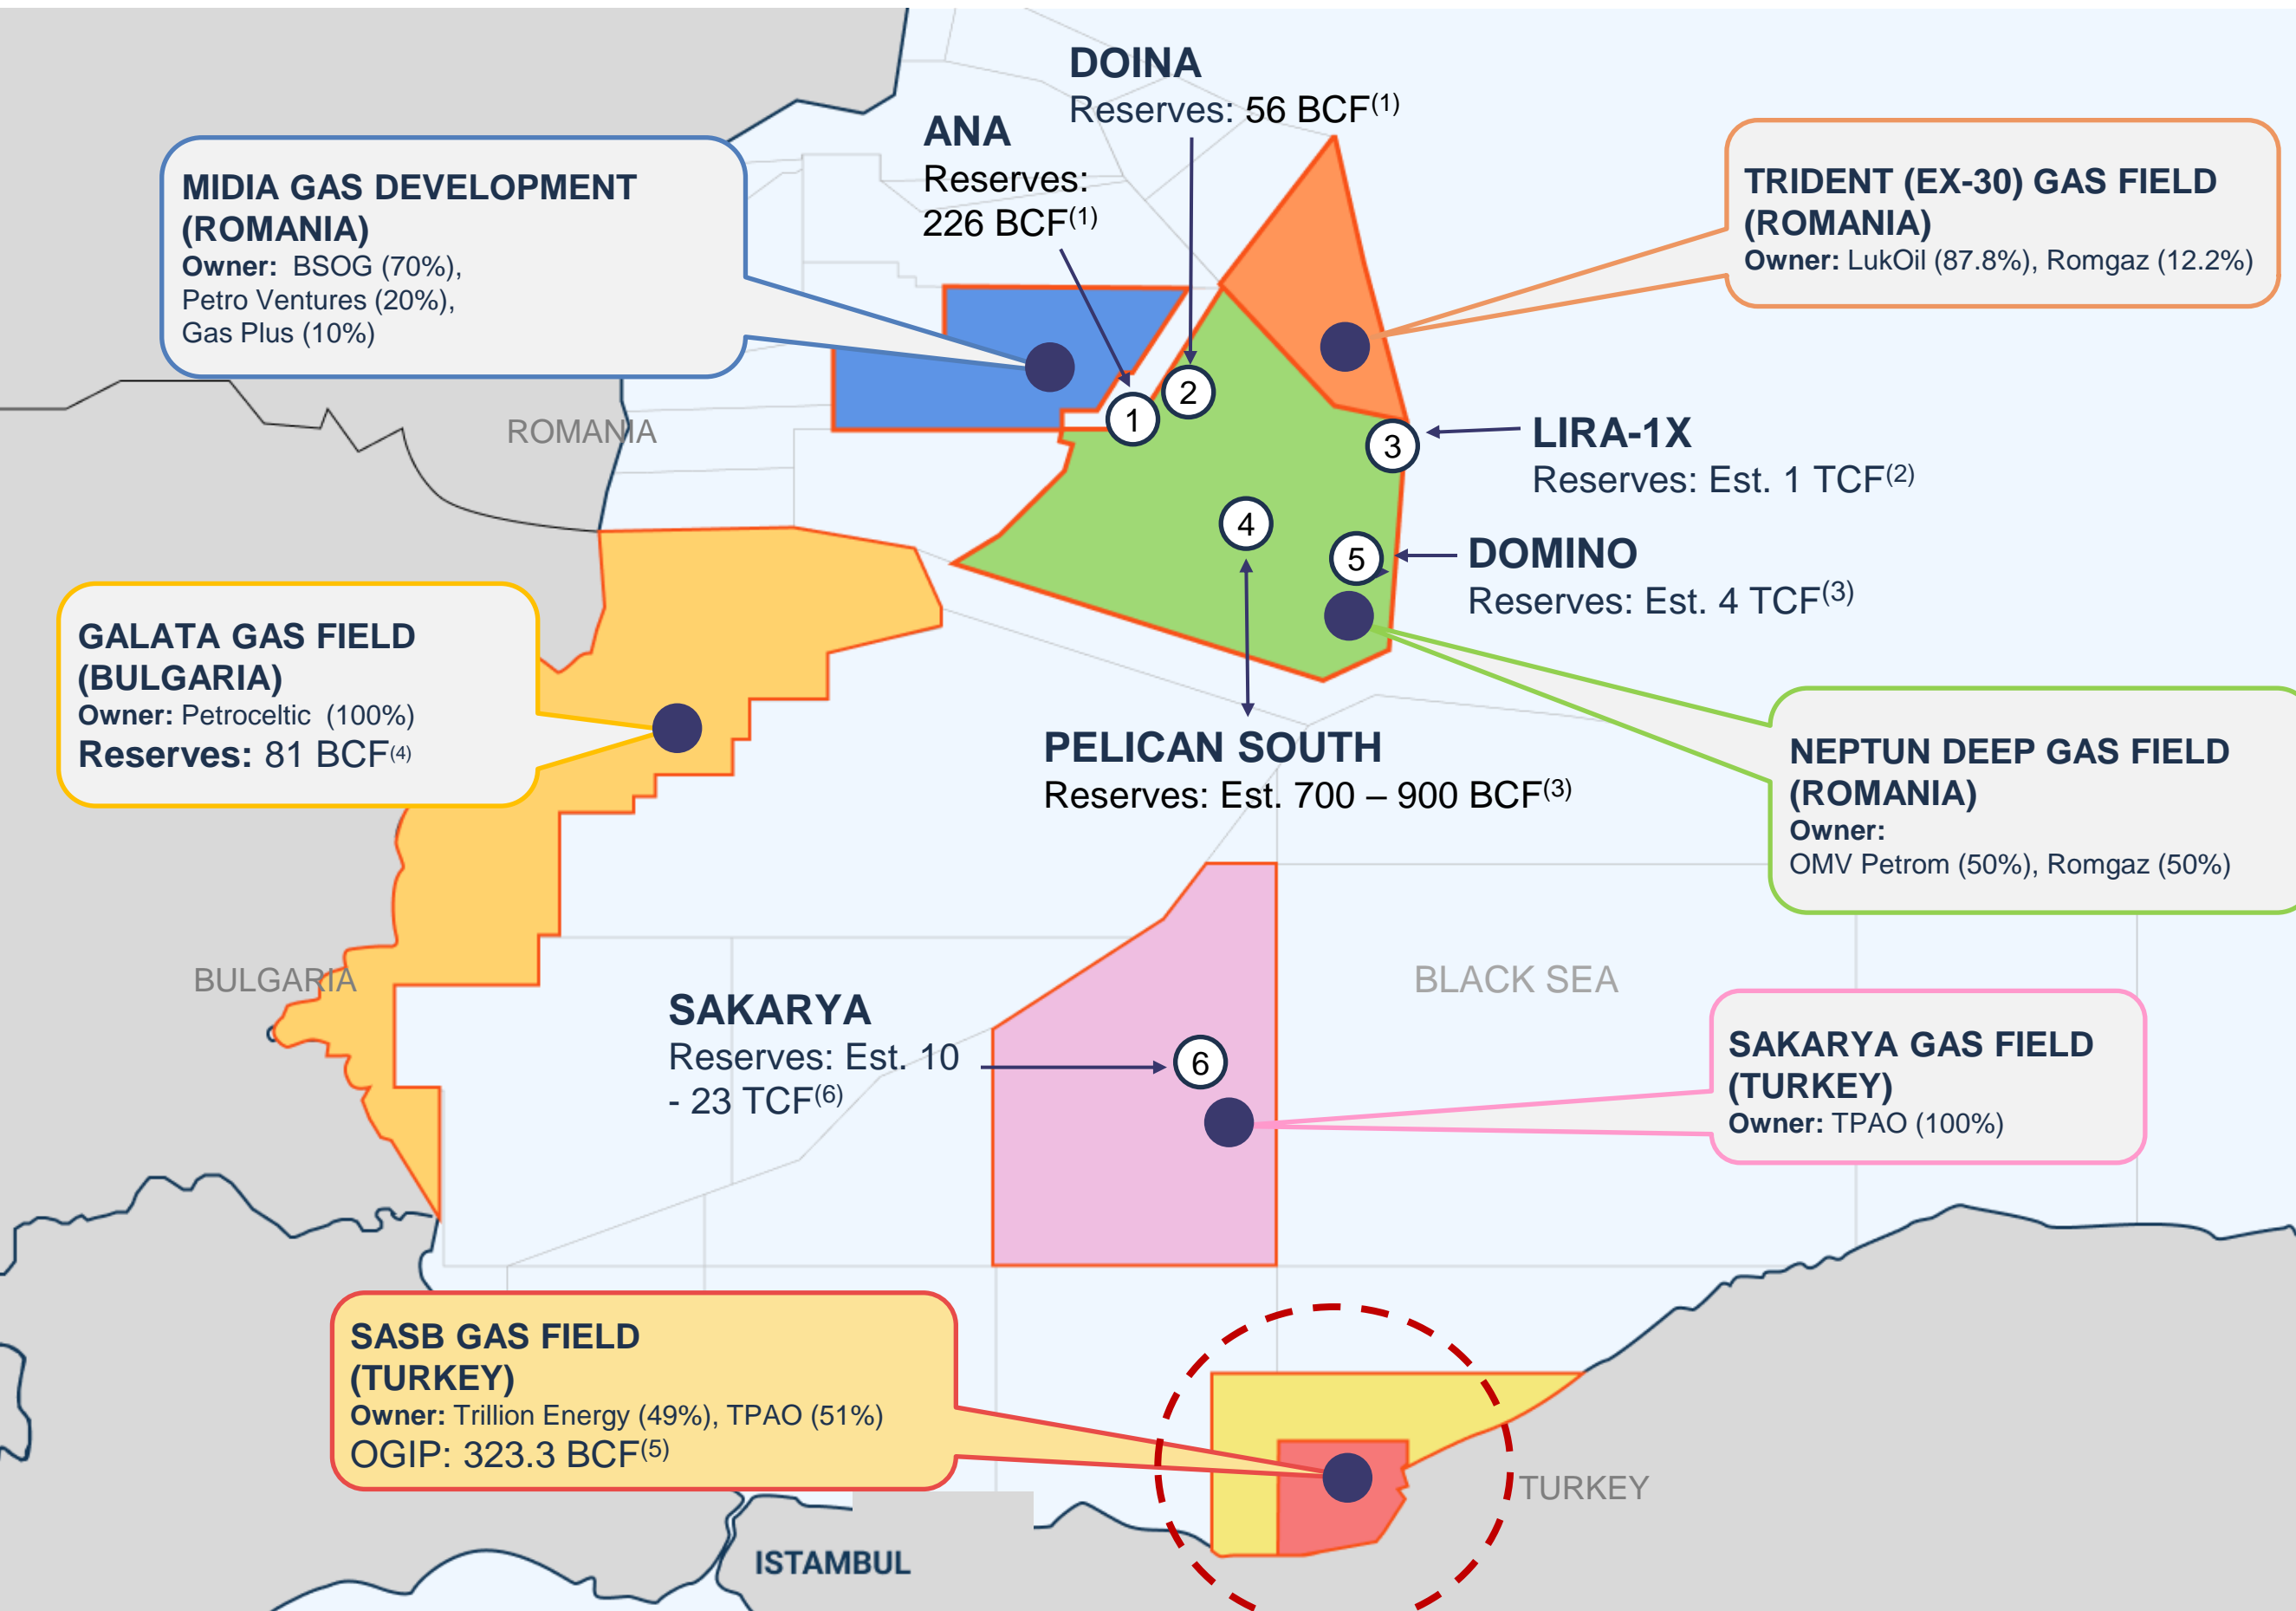 DOINA
Reserves: 56 BCF(1)
ANA
Reserves:
226 BCF(1)
MIDIA GAS DEVELOPMENT
(ROMANIA)
Owner:  BSOG (70%),
Petro Ventures (20%),
Gas Plus (10%)
TRIDENT (EX-30) GAS FIELD
(ROMANIA)
Owner: LukOil (87.8%), Romgaz (12.2%)
ROMANIA
1
2
3
LIRA-1X
Reserves: Est. 1 TCF(2)
4
5
DOMINO
Reserves: Est. 4 TCF(3)
GALATA GAS FIELD
(BULGARIA)
Owner: Petroceltic  (100%)
Reserves: 81 BCF(4)
PELICAN SOUTH
Reserves: Est. 700 – 900 BCF(3)
NEPTUN DEEP GAS FIELD
(ROMANIA)
Owner:
OMV Petrom (50%), Romgaz (50%)
BULGARIA
BLACK SEA
SAKARYA
Reserves: Est. 10
- 23 TCF(6)
6
SAKARYA GAS FIELD
(TURKEY)
Owner: TPAO (100%)
SASB GAS FIELD
(TURKEY)
Owner: Trillion Energy (49%), TPAO (51%)
OGIP: 323.3 BCF(5)
TURKEY
ISTAMBUL